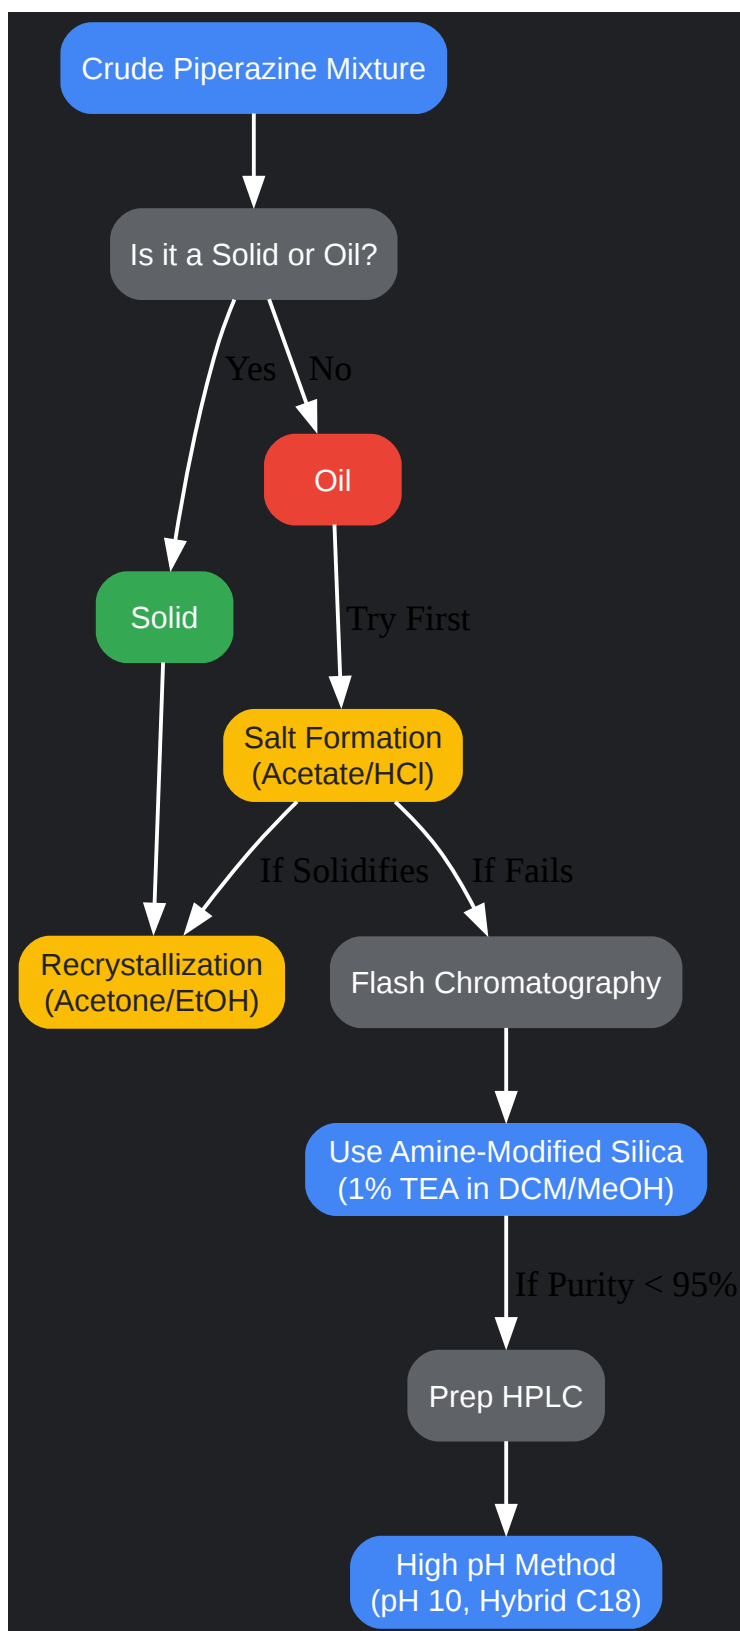 Crude Piperazine Mixture
Is it a Solid or Oil?
Yes
No
Oil
Solid
Try First
Salt Formation
(Acetate/HCl)
If Solidifies
If Fails
Recrystallization
(Acetone/EtOH)
Flash Chromatography
Use Amine-Modified Silica
(1% TEA in DCM/MeOH)
If Purity < 95%
Prep HPLC
High pH Method
(pH 10, Hybrid C18)